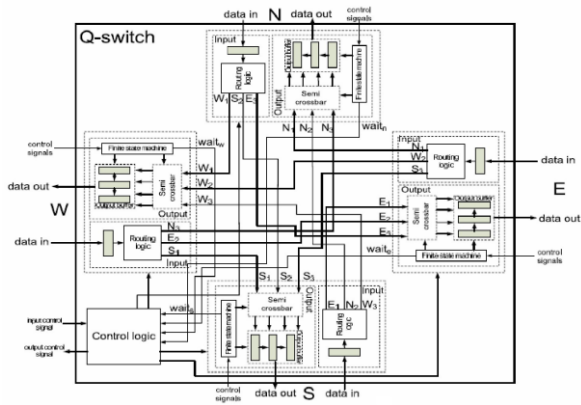 Q-switch
data in
N
data out
control
signals
Input
Routing
logic
W1 S2 E3
Output buffer
Semi
crossbar
Output
Finite state machine
N1 N2 N3
waitn
control
signals
Finite state machine
waitw
data out
W
Semi
crossbar
Output buffer
Output
W1
W2
W3
data in
Routing
logic
N3
E2
S1
Input
Input
N1
W2
S3
Routing
logic
data in
E
Output
Output buffer
E1
E2
E3
Semi
crossbar
data out
waite
Finite state machine
control
signals
S1 S2 S3
waits
Semi
crossbar
Output
Finite state machine
control
signals
data out
S
Input
E1 N2 W3
Routing
logic
data in
input control
signal
output control
signal
Control logic